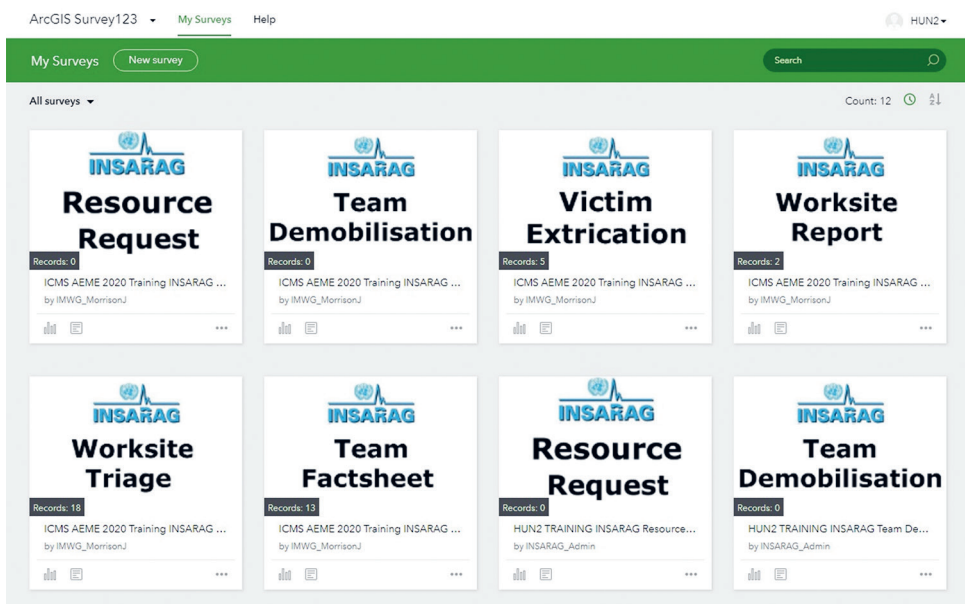 ArcGIS Survey123 My Surveys Help HUN2
My Surveys New survey Search
All surveys Count: 12
INSARAG
Resource
Request
Records: 0
ICMS AEME 2020 Training INSARAG ...
by IMWG_MorrisonJ
INSARAG
Team
Demobilisation
Records: 0
ICMS AEME 2020 Training INSARAG ...
by IMWG_MorrisonJ
INSARAG
Victim
Extrication
Records: 5
ICMS AEME 2020 Training INSARAG ...
by IMWG_MorrisonJ
INSARAG
Worksite
Report
Records: 2
ICMS AEME 2020 Training INSARAG ...
by IMWG_MorrisonJ
INSARAG
Worksite
Triage
Records: 18
ICMS AEME 2020 Training INSARAG ...
by IMWG_MorrisonJ
INSARAG
Team
Factsheet
Records: 13
ICMS AEME 2020 Training INSARAG ...
by IMWG_MorrisonJ
INSARAG
Resource
Request
Records: 0
HUN2 TRAINING INSARAG Resource...
by INSARAG_Admin
INSARAG
Team
Demobilisation
Records: 0
HUN2 TRAINING INSARAG Team De...
by INSARAG_Admin